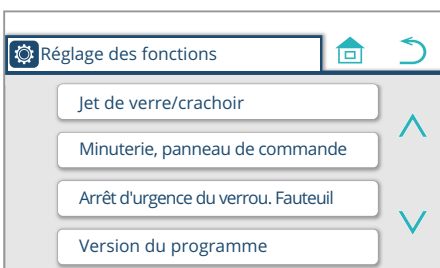 Réglage des fonctions
Jet de verre/crachoir
Minuterie, panneau de commande
Arrêt d'urgence du verrou. Fauteuil
Version du programme